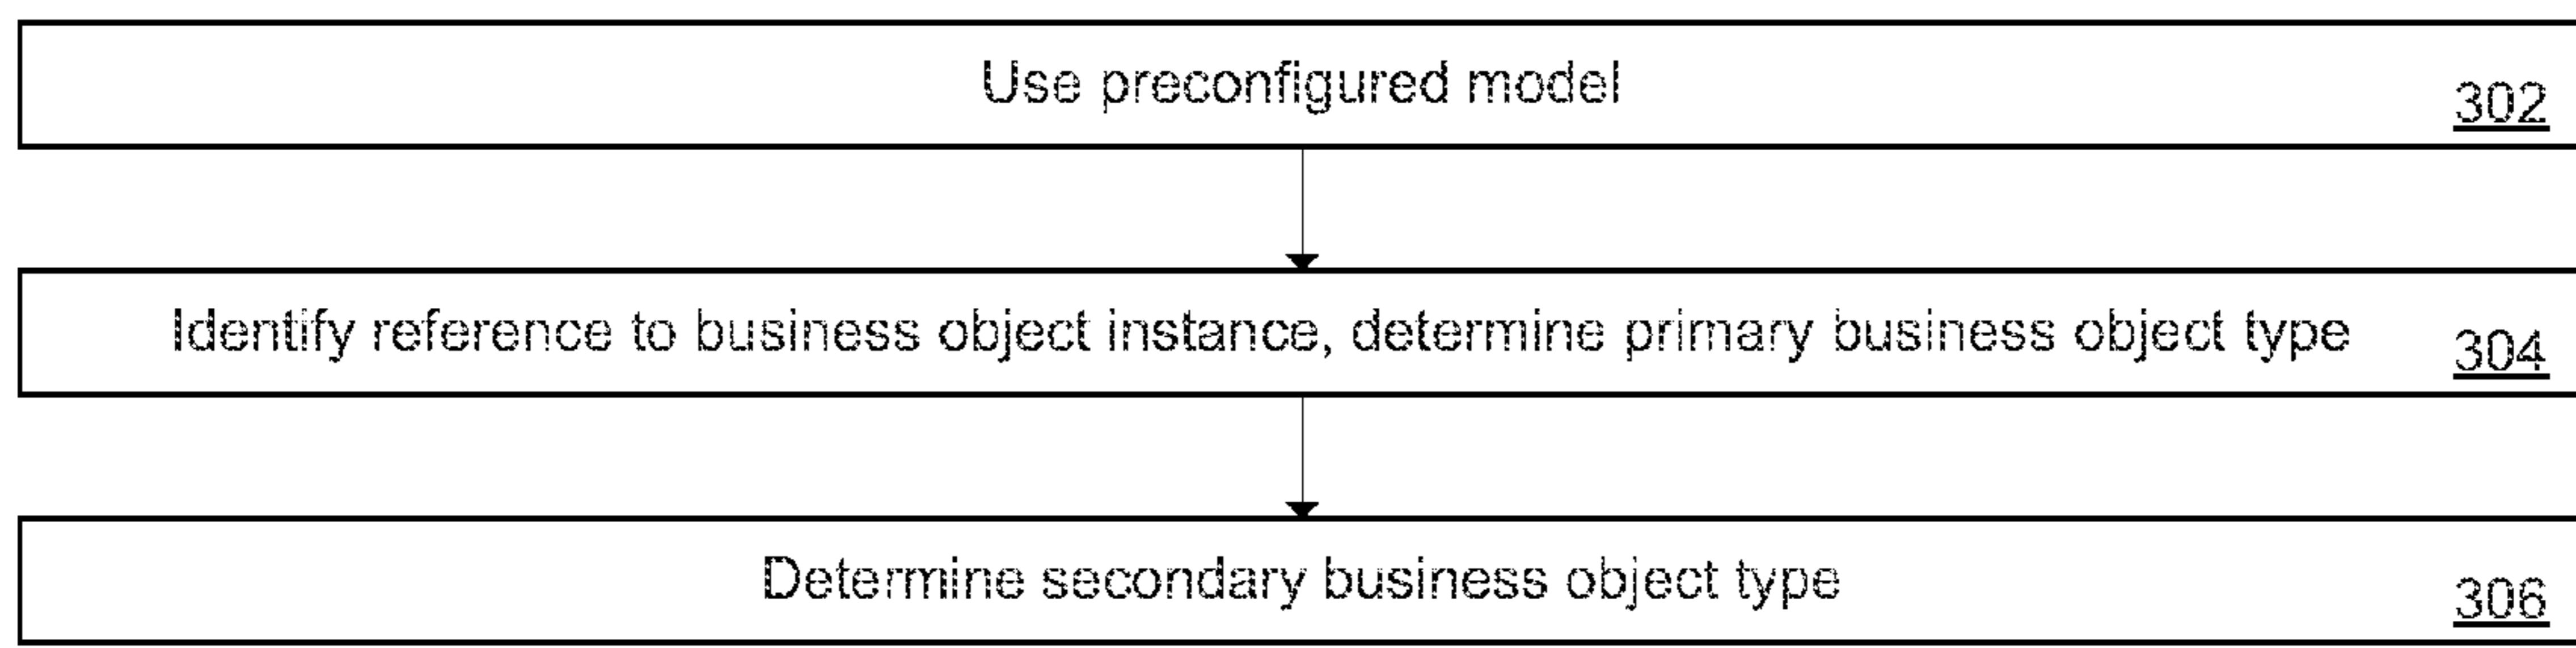 Use preconfigured model
302
Identify reference to business object instance, determine primary business object type
304
Determine secondary business object type
306